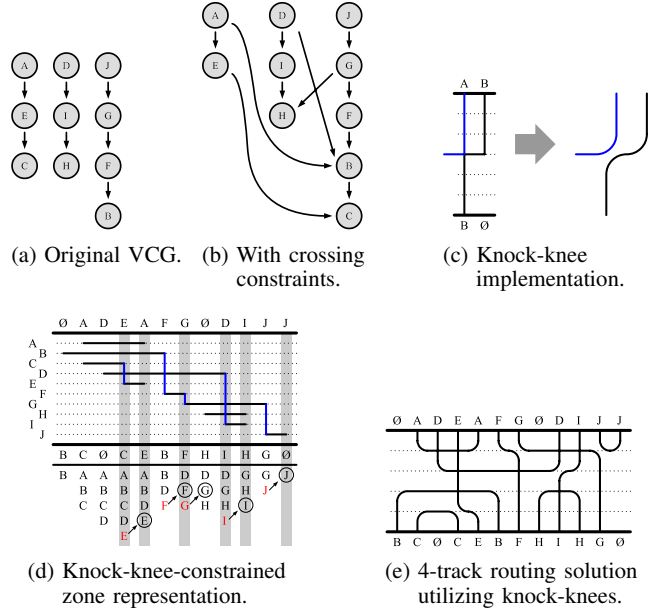 A D J
E I G
C H F
B
(a) Original VCG.
A D J
E I G
H F
B
C
(b) With crossing
constraints.
A B
B Ø
(c) Knock-knee
implementation.
Ø A D E A F G Ø D I J J
A
B
C
D
E
F
G
H
I
J
B C Ø C E B F H I H G Ø
B A A A A B D D D G G J
B B B B D F G G H J
C C C D F G H H I
D D E I
E
(d) Knock-knee-constrained
zone representation.
Ø A D E A F G Ø D I J J
B C Ø C E B F H I H G Ø
(e) 4-track routing solution
utilizing knock-knees.